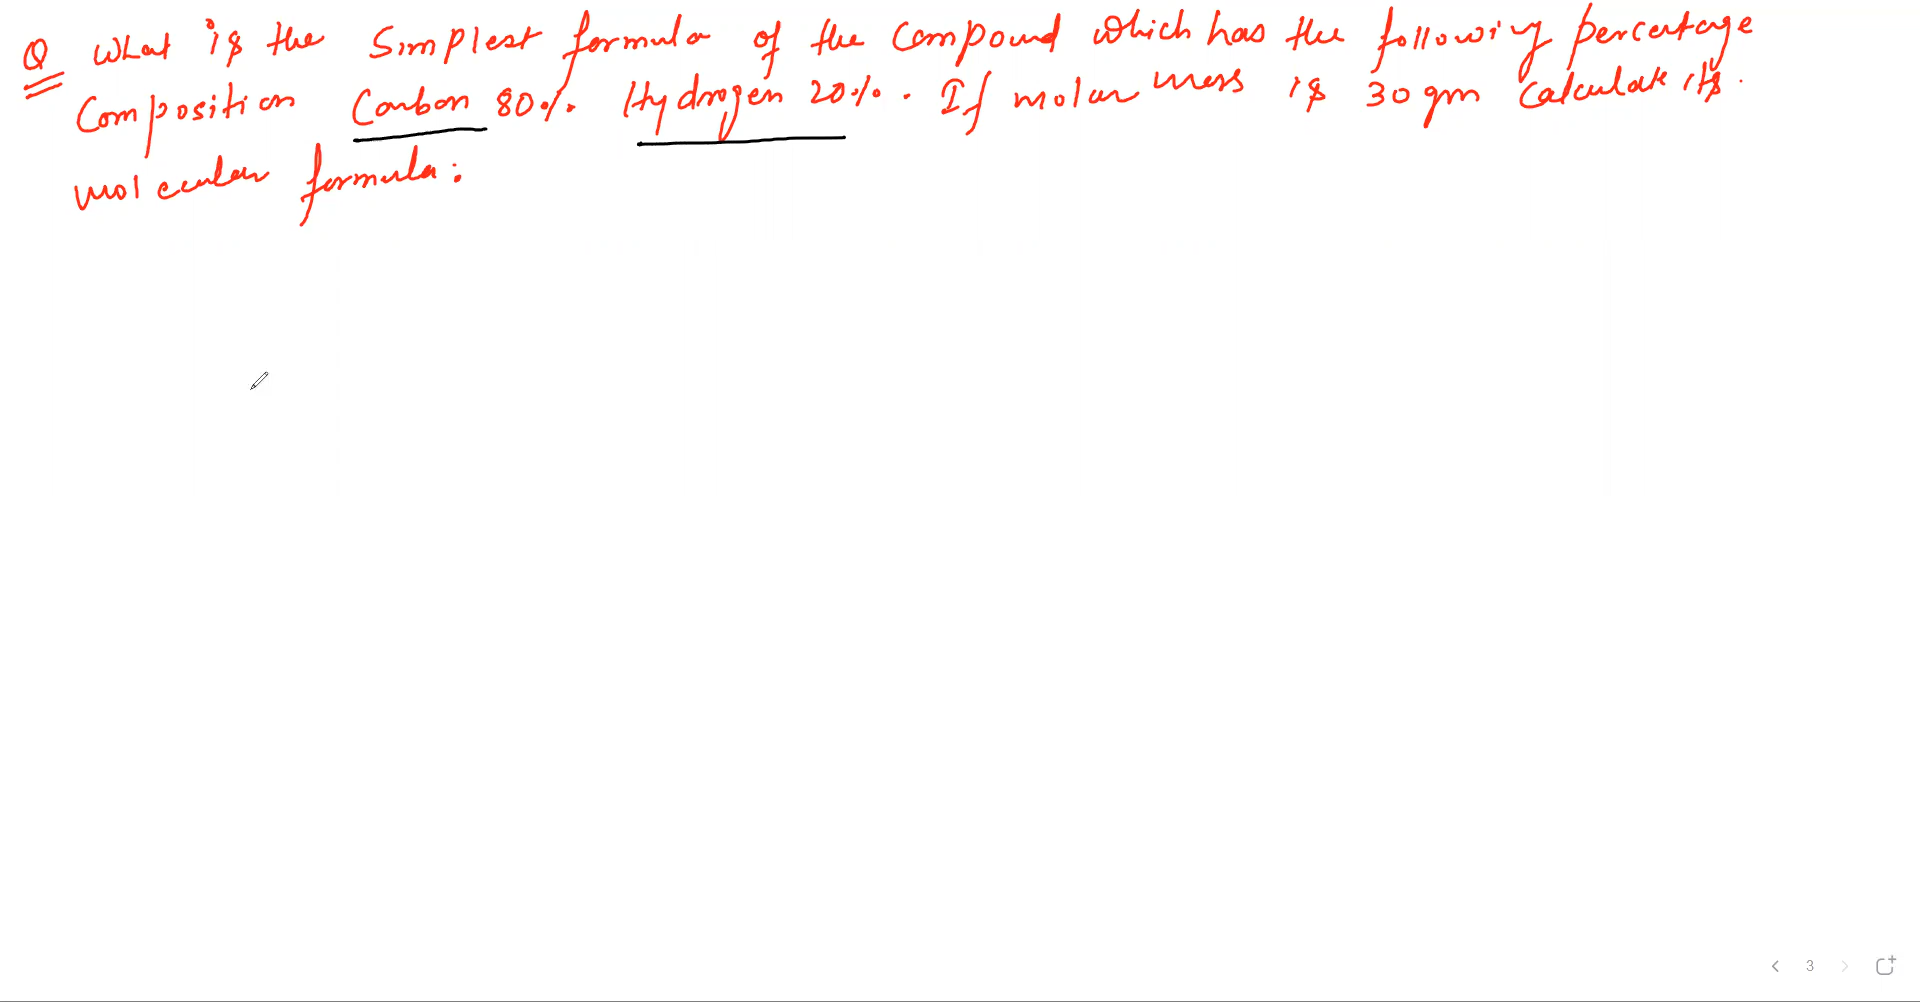 Q What is the Simplest formula of the Compound which has the following percentage
Composition Carbon 80%. Hydrogen 20%. If molar mass is 30 gm Calculate its.
molecular formula:
3